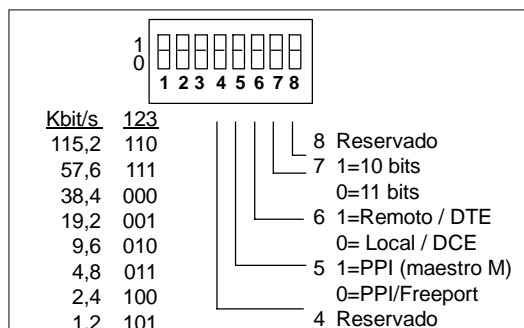 1
0
1 2 3 4 5 6 7 8
Kbit/s 123
115,2 110
57,6 111
38,4 000
19,2 001
9,6 010
4,8 011
2,4 100
1,2 101
8 Reservado
7 1=10 bits
0=11 bits
6 1=Remoto / DTE
0= Local / DCE
5 1=PPI (maestro M)
0=PPI/Freeport
4 Reservado